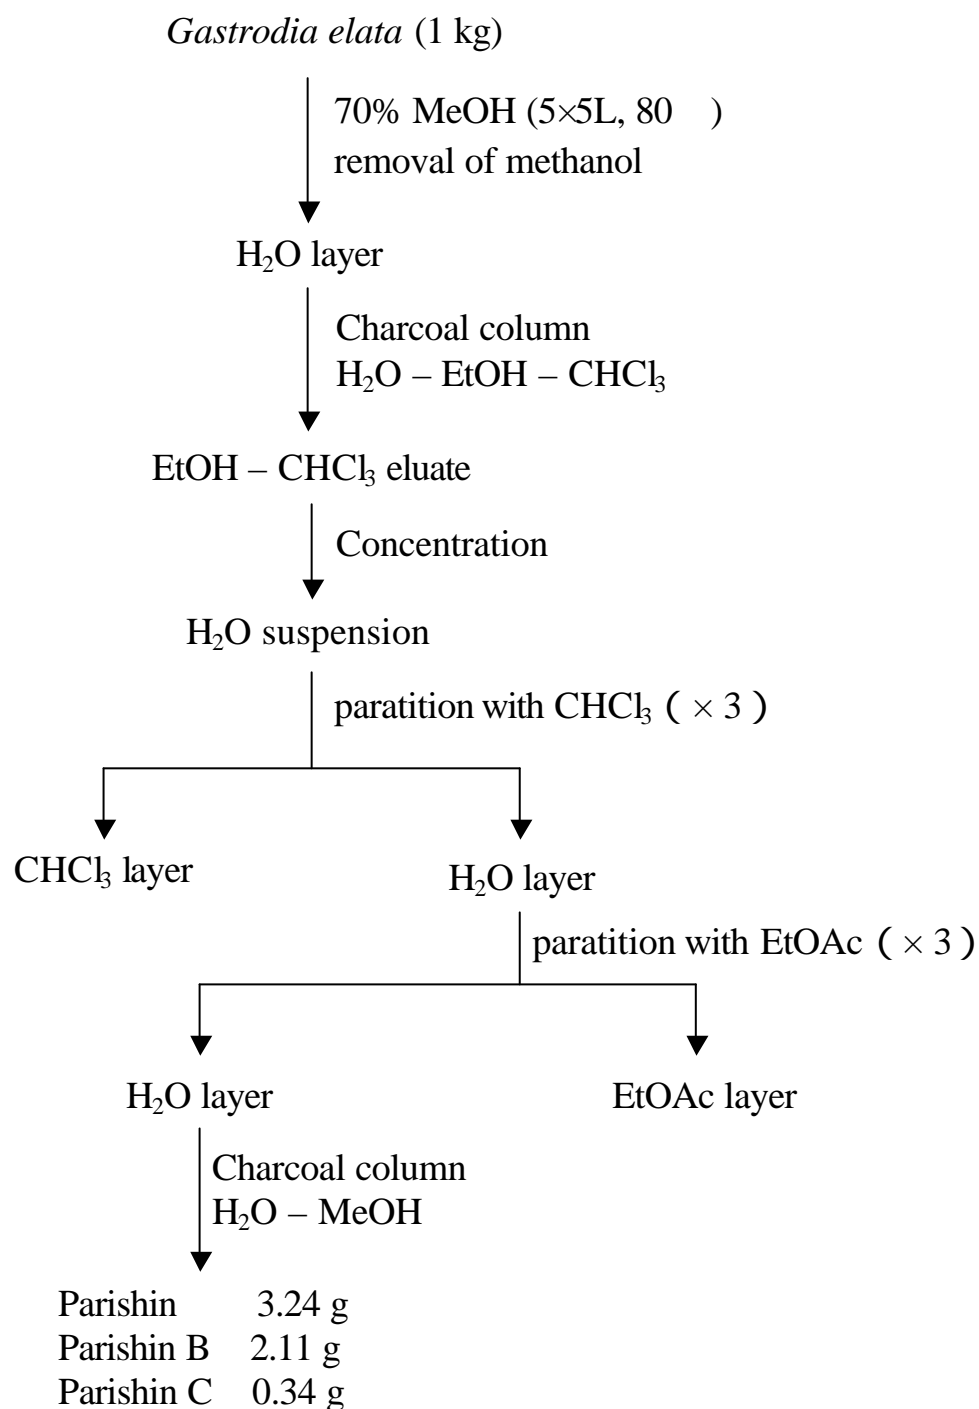 Gastrodia elata (1 kg)
70% MeOH (5×5L, 80 )
removal of methanol
H₂O layer
Charcoal column
H₂O – EtOH – CHCl₃
EtOH – CHCl₃ eluate
Concentration
H₂O suspension
paratition with CHCl₃ ( × 3 )
CHCl₃ layer
H₂O layer
paratition with EtOAc ( × 3 )
H₂O layer
EtOAc layer
Charcoal column
H₂O – MeOH
Parishin 3.24 g
Parishin B 2.11 g
Parishin C 0.34 g